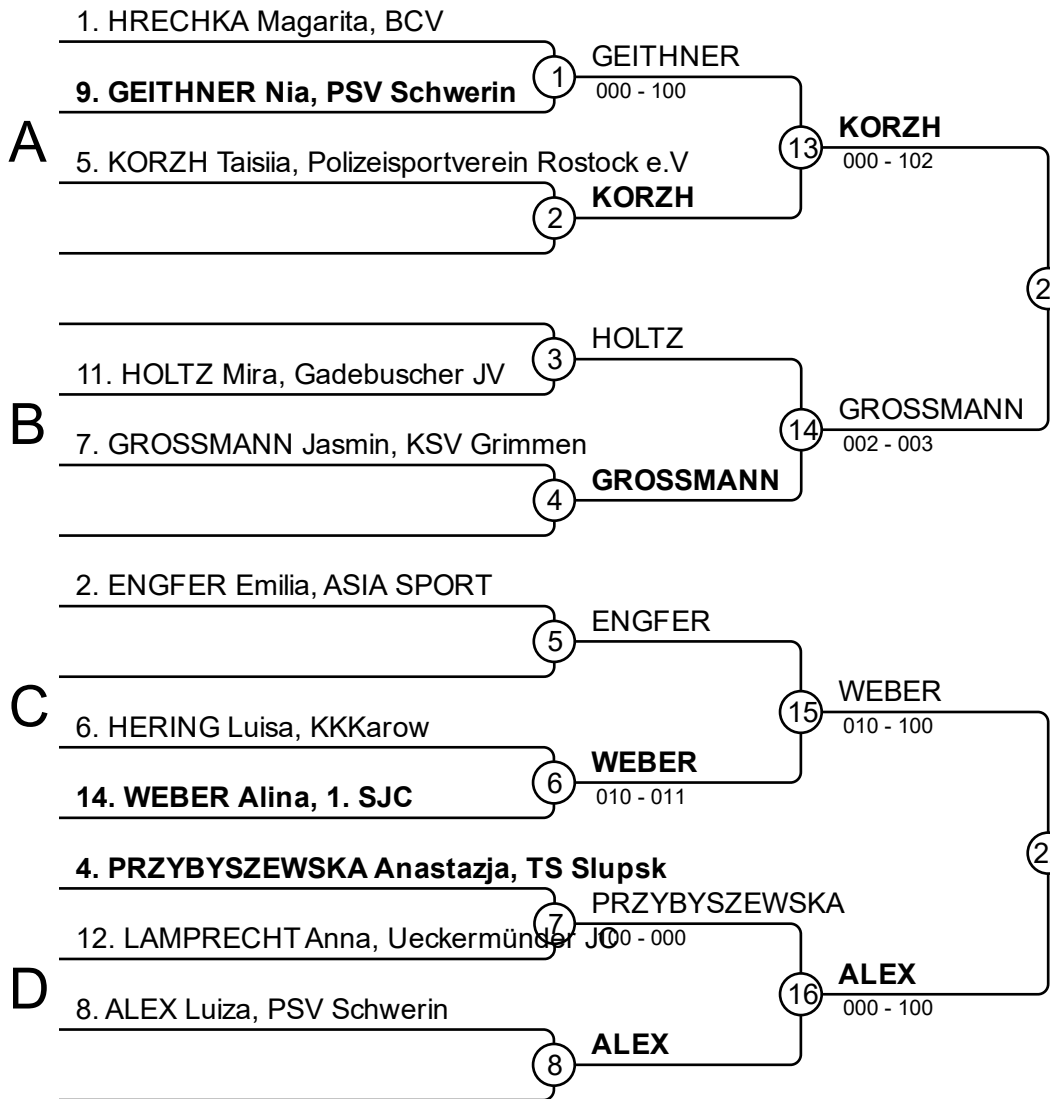 1. HRECHKA Magarita, BCV
GEITHNER
1
9. GEITHNER Nia, PSV Schwerin
000 - 100
A
KORZH
13
5. KORZH Taisiia, Polizeisportverein Rostock e.V
000 - 102
KORZH
2
2
HOLTZ
3
11. HOLTZ Mira, Gadebuscher JV
B
GROSSMANN
14
7. GROSSMANN Jasmin, KSV Grimmen
002 - 003
GROSSMANN
4
2. ENGFER Emilia, ASIA SPORT
ENGFER
5
C
WEBER
15
6. HERING Luisa, KKKarow
010 - 100
WEBER
6
14. WEBER Alina, 1. SJC
010 - 011
2
4. PRZYBYSZEWSKA Anastazja, TS Slupsk
PRZYBYSZEWSKA
7
12. LAMPRECHT Anna, Ueckermünder JC
100 - 000
D
ALEX
16
8. ALEX Luiza, PSV Schwerin
000 - 100
ALEX
8